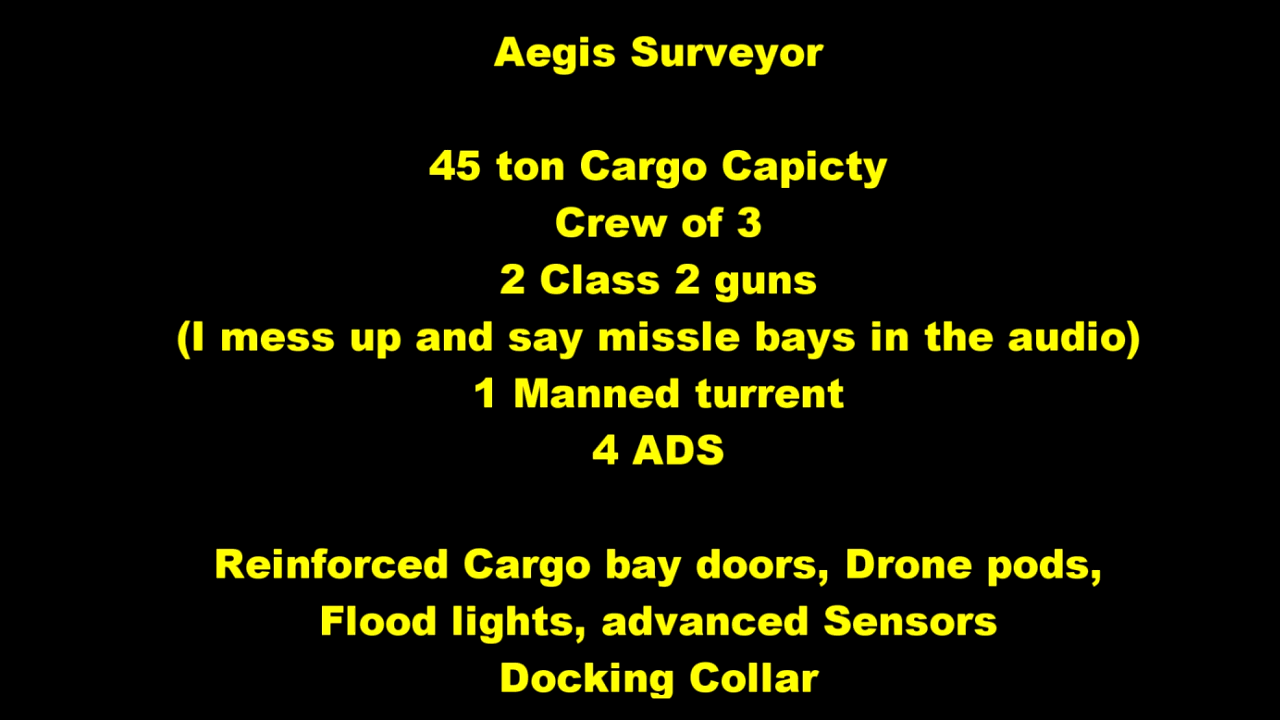 Aegis Surveyor
45 ton Cargo Capicty
Crew of 3
2 Class 2 guns
(I mess up and say missle bays in the audio)
1 Manned turrent
4 ADS
Reinforced Cargo bay doors, Drone pods,
Flood lights, advanced Sensors
Docking Collar